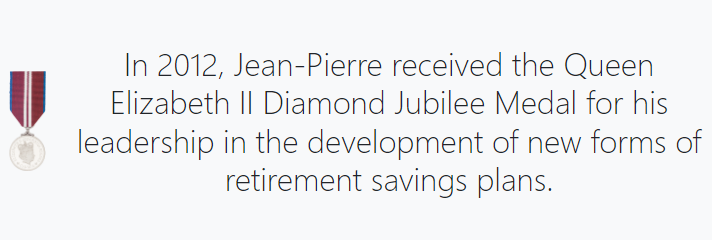 In 2012, Jean-Pierre received the Queen
Elizabeth II Diamond Jubilee Medal for his
leadership in the development of new forms of
retirement savings plans.